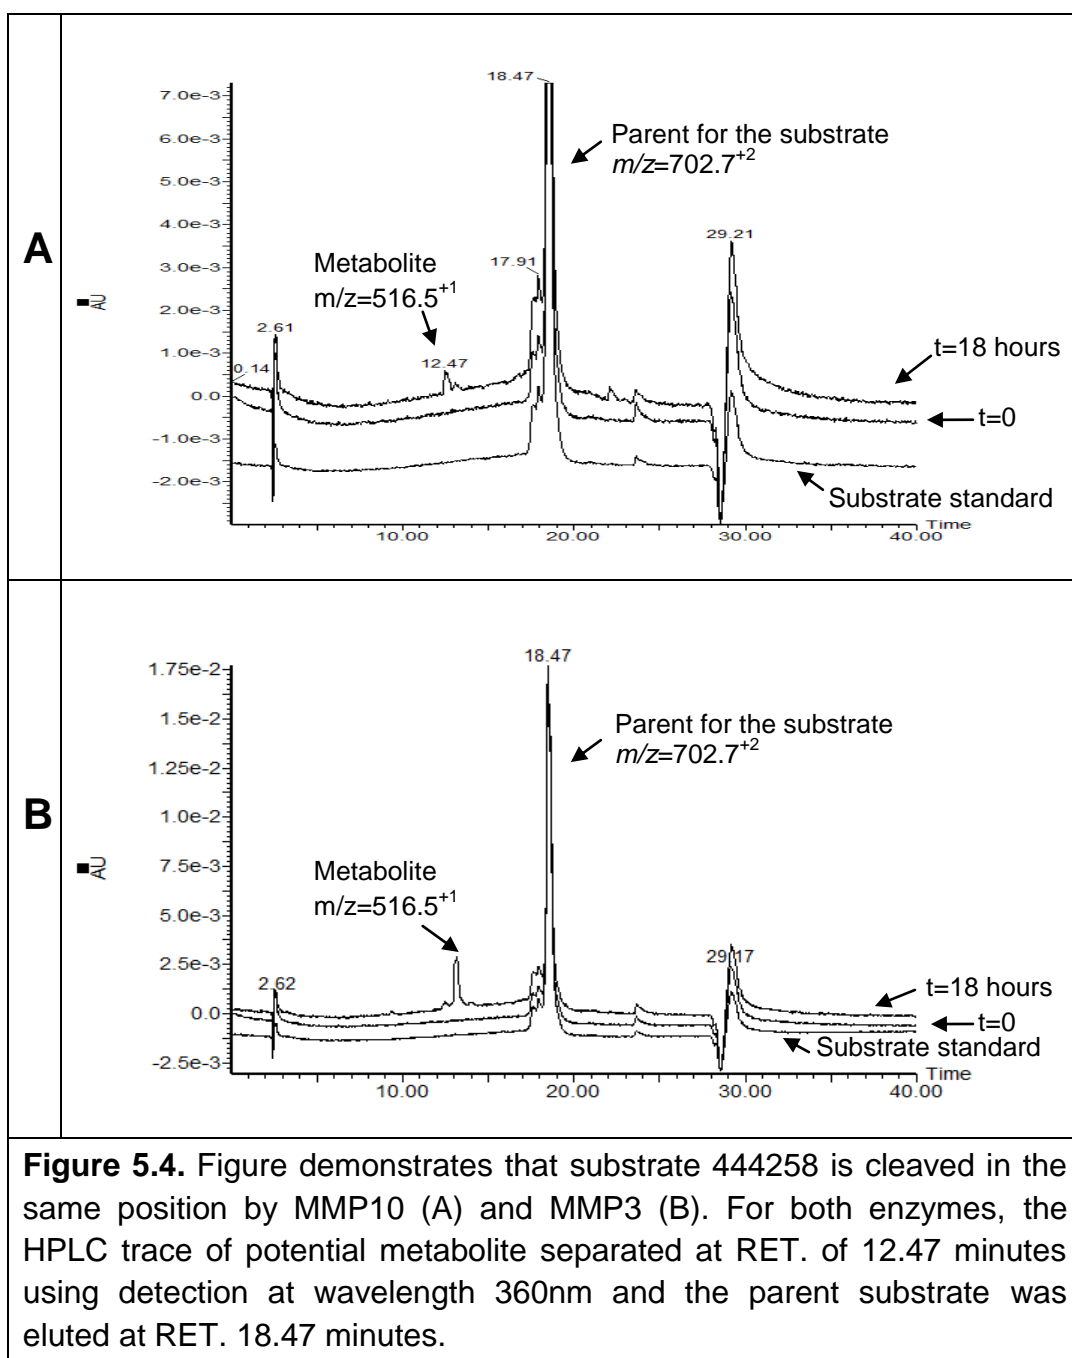 A
AU
7.0e-3
6.0e-3
5.0e-3
4.0e-3
3.0e-3
2.0e-3
1.0e-3
0.0
-1.0e-3
-2.0e-3
18.47
Parent for the substrate
m/z=702.7+2
Metabolite
m/z=516.5+1
17.91
29.21
2.61
12.47
0.14
t=18 hours
t=0
Substrate standard
Time
10.00 20.00 30.00 40.00
B
AU
1.75e-2
1.5e-2
1.25e-2
1.0e-2
7.5e-3
5.0e-3
2.5e-3
0.0
-2.5e-3
18.47
Parent for the substrate
m/z=702.7+2
Metabolite
m/z=516.5+1
2.62
29.17
t=18 hours
t=0
Substrate standard
Time
10.00 20.00 30.00 40.00
Figure 5.4. Figure demonstrates that substrate 444258 is cleaved in the
same position by MMP10 (A) and MMP3 (B). For both enzymes, the
HPLC trace of potential metabolite separated at RET. of 12.47 minutes
using detection at wavelength 360nm and the parent substrate was
eluted at RET. 18.47 minutes.